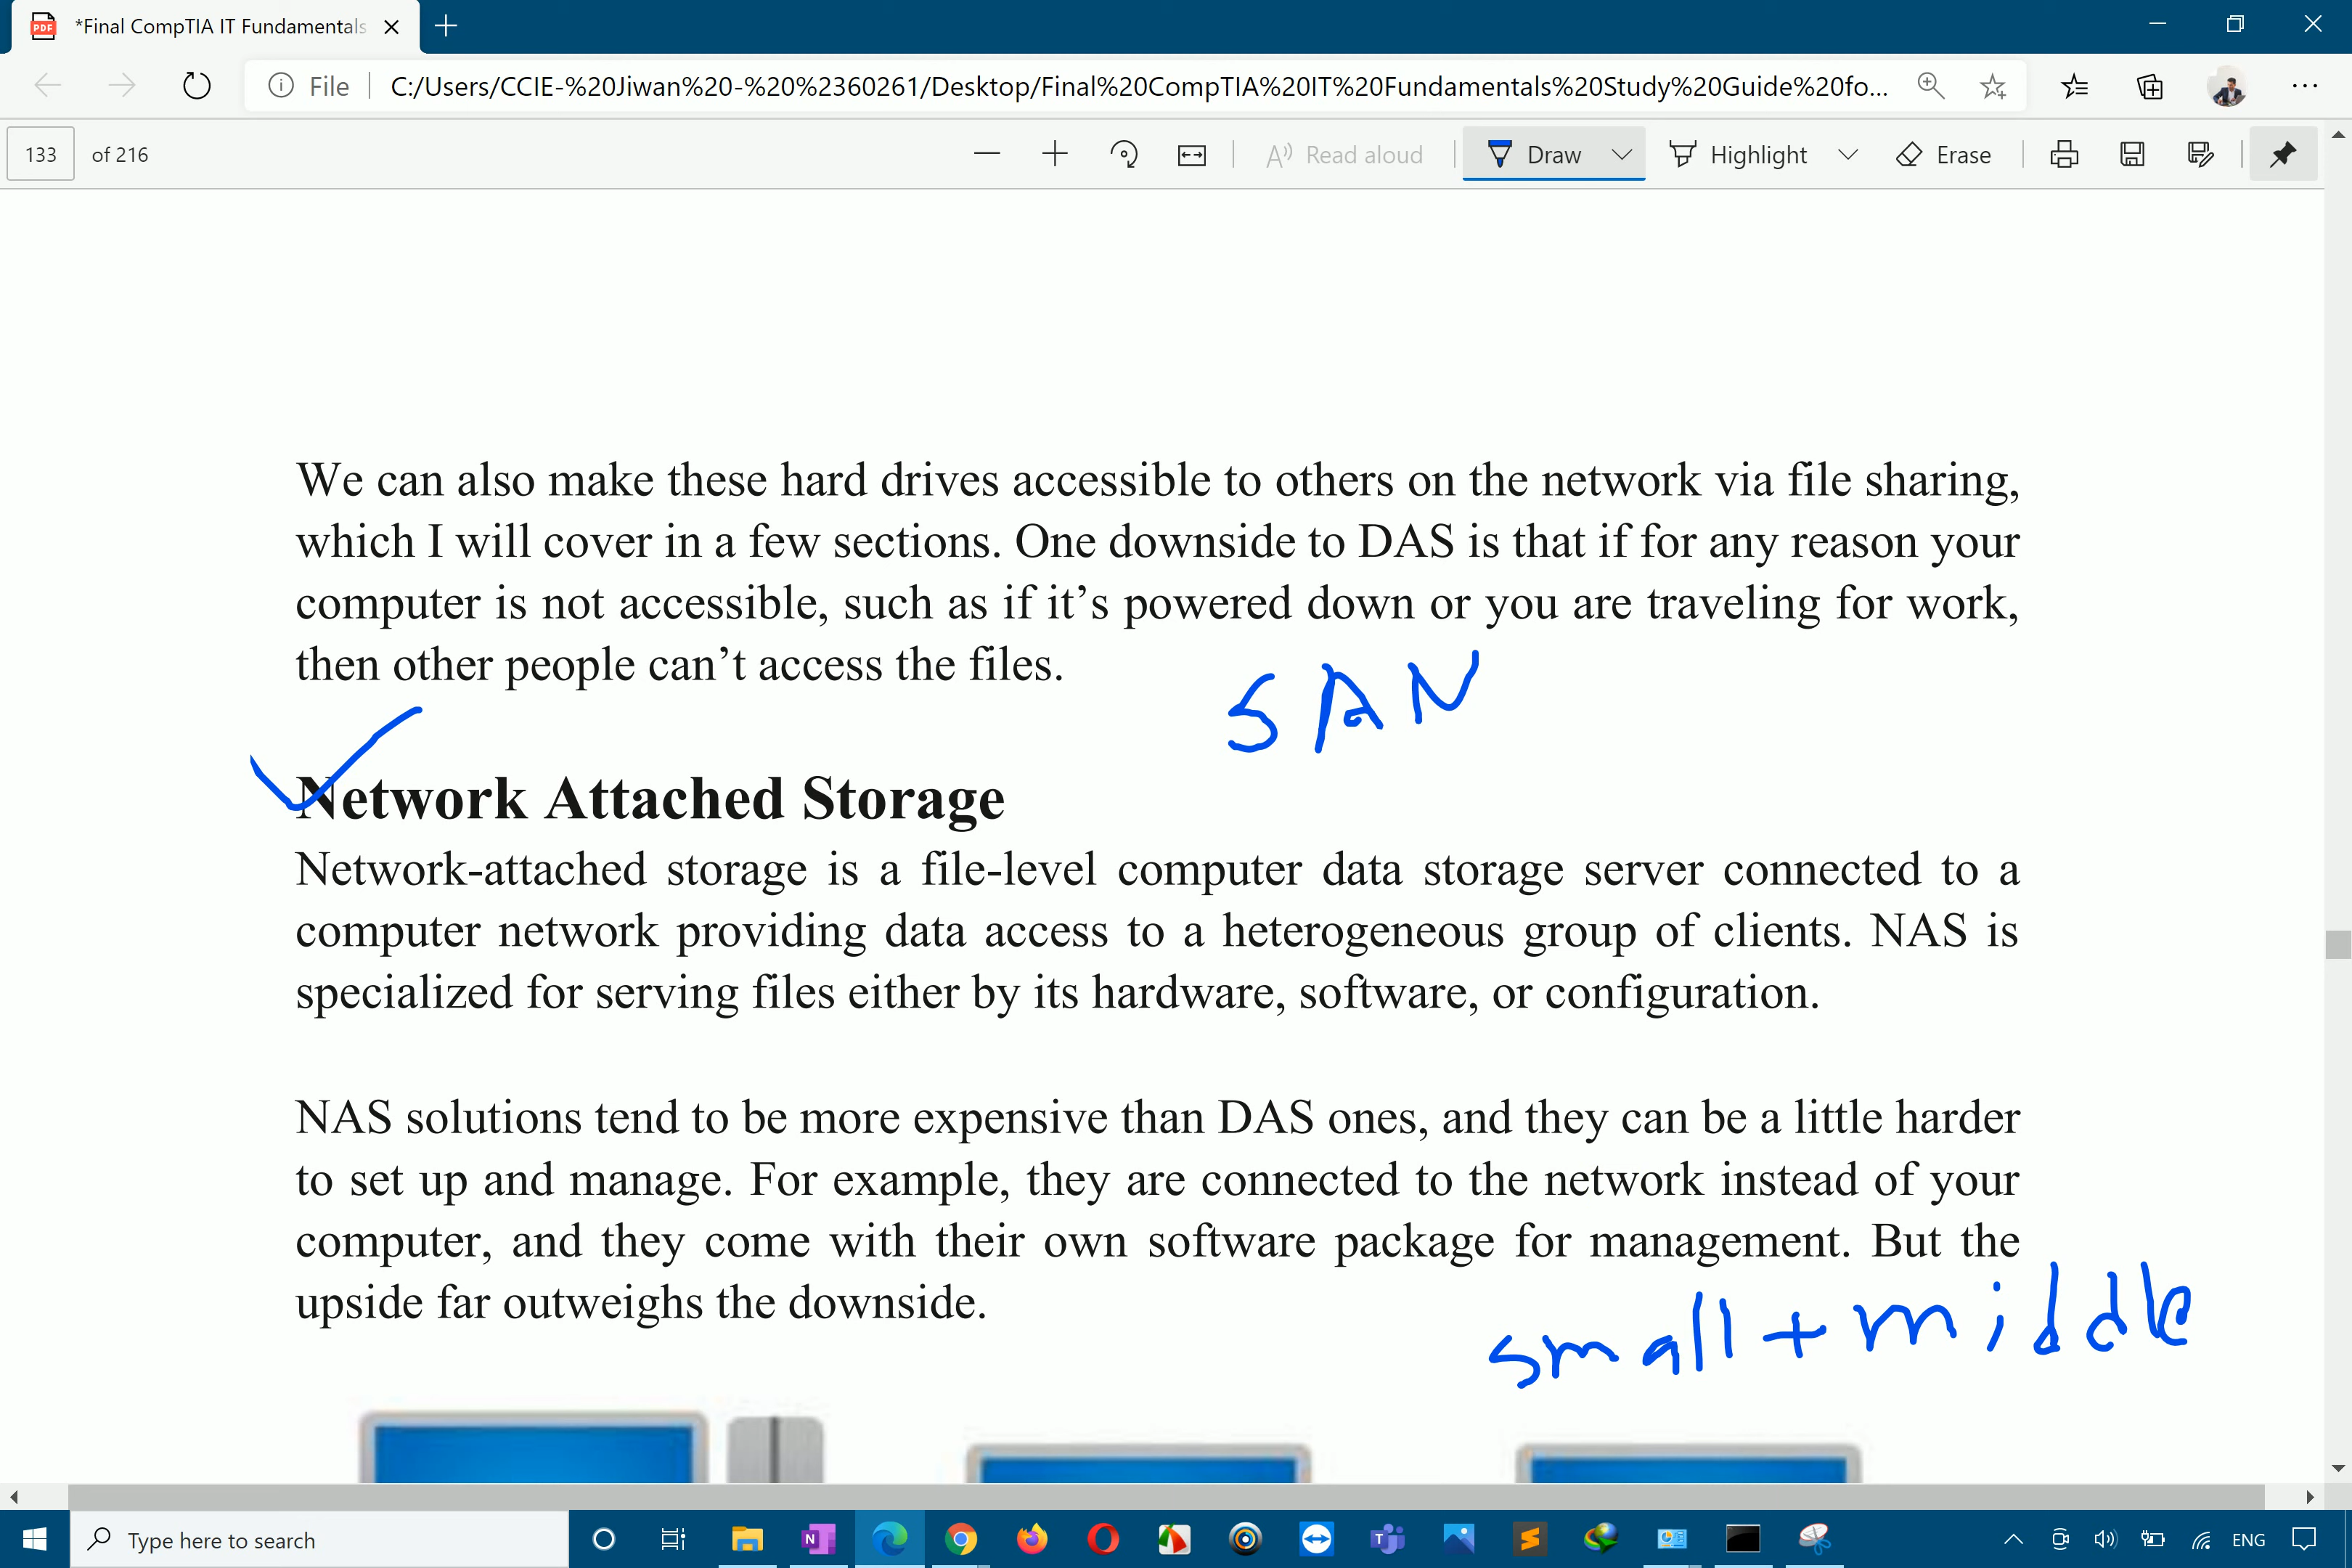 *Final CompTIA IT Fundamentals
File
C:/Users/CCIE-%20Jiwan%20-%20%2360261/Desktop/Final%20CompTIA%20IT%20Fundamentals%20Study%20Guide%20fo...
133 of 216
Read aloud
Draw
Highlight
Erase
We can also make these hard drives accessible to others on the network via file sharing,
which I will cover in a few sections. One downside to DAS is that if for any reason your
computer is not accessible, such as if it’s powered down or you are traveling for work,
then other people can’t access the files.
SAN
Network Attached Storage
Network-attached storage is a file-level computer data storage server connected to a
computer network providing data access to a heterogeneous group of clients. NAS is
specialized for serving files either by its hardware, software, or configuration.
NAS solutions tend to be more expensive than DAS ones, and they can be a little harder
to set up and manage. For example, they are connected to the network instead of your
computer, and they come with their own software package for management. But the
upside far outweighs the downside.
small + middle
Type here to search
ENG